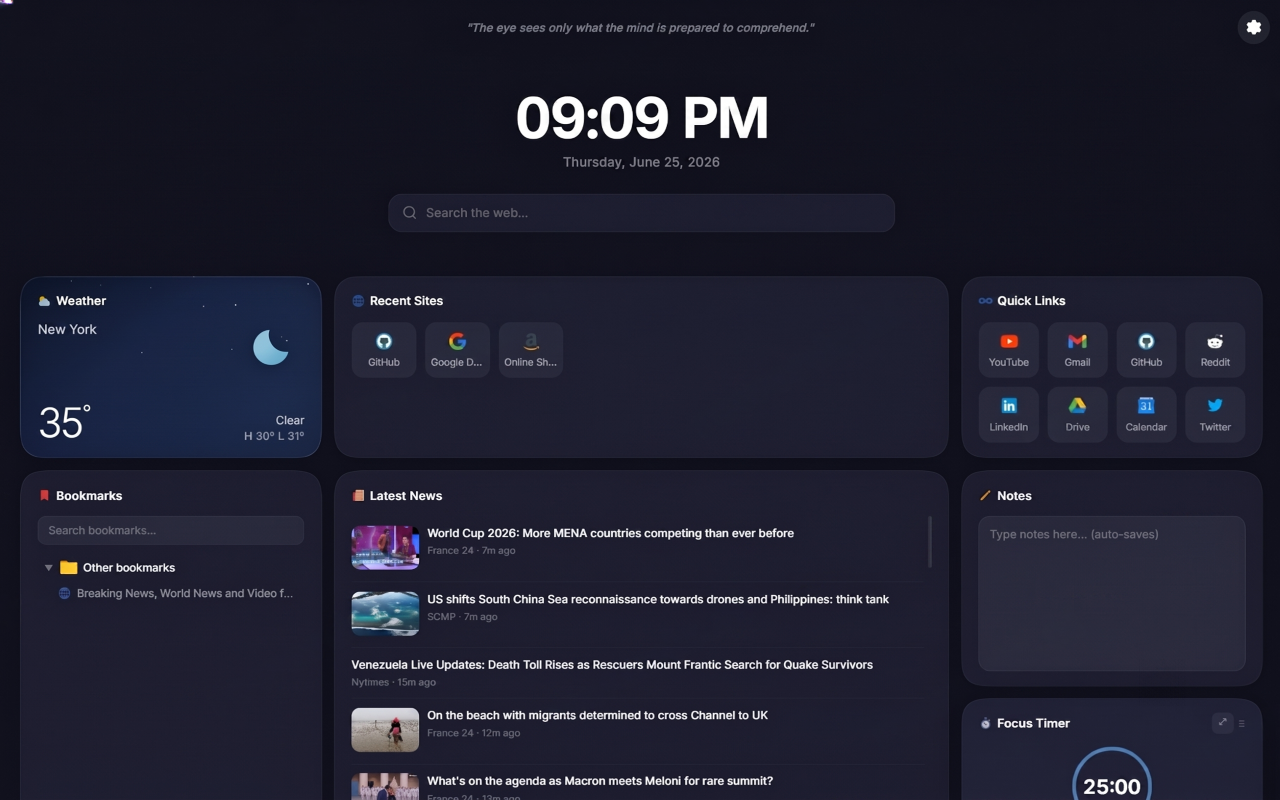 "The eye sees only what the mind is prepared to comprehend."
09:09 PM
Thursday, June 25, 2026
Search the web...
Weather
New York
35°
Clear
H 30° L 31°
Recent Sites
GitHub
Google D...
Online Sh...
Quick Links
YouTube
Gmail
GitHub
Reddit
LinkedIn
Drive
31
Calendar
Twitter
Bookmarks
Search bookmarks...
Other bookmarks
Breaking News, World News and Video f...
Latest News
World Cup 2026: More MENA countries competing than ever before
France 24 · 7m ago
US shifts South China Sea reconnaissance towards drones and Philippines: think tank
SCMP · 7m ago
Venezuela Live Updates: Death Toll Rises as Rescuers Mount Frantic Search for Quake Survivors
Nytimes · 15m ago
On the beach with migrants determined to cross Channel to UK
France 24 · 12m ago
What's on the agenda as Macron meets Meloni for rare summit?
France 24 · 13m ago
Notes
Type notes here... (auto-saves)
Focus Timer
25:00